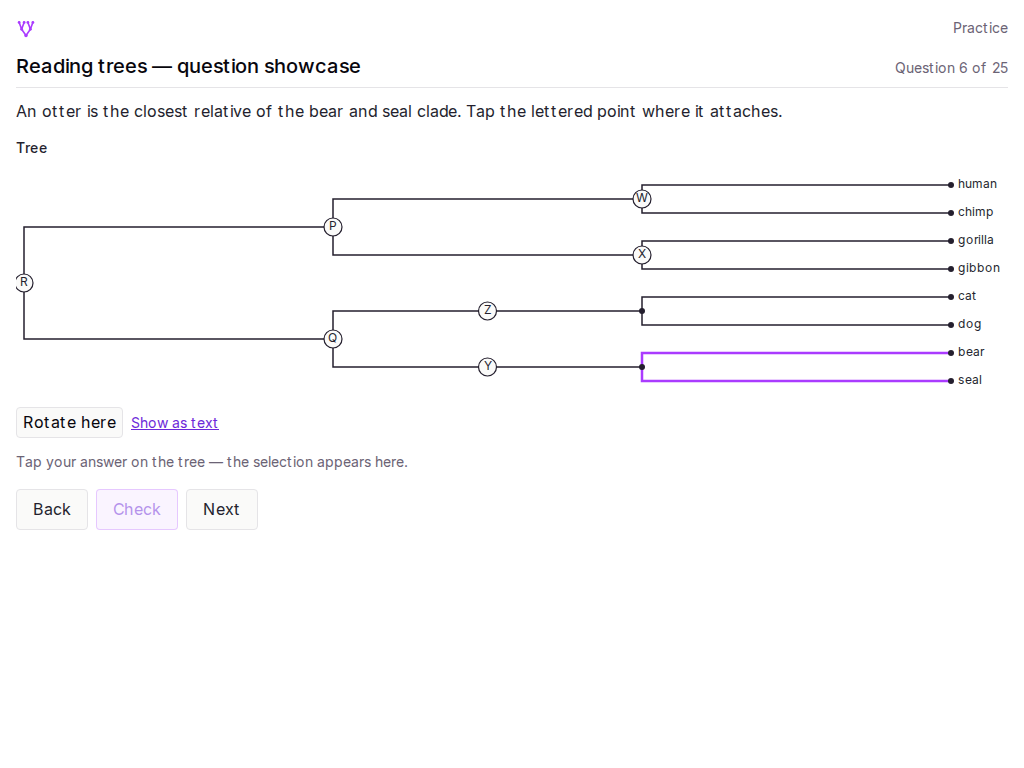 Practice
Reading trees — question showcase
Question 6 of 25
An otter is the closest relative of the bear and seal clade. Tap the lettered point where it attaches.
Tree
human
W
chimp
P
gorilla
X
gibbon
R
cat
Z
dog
Q
bear
Y
seal
Rotate here
Show as text
Tap your answer on the tree — the selection appears here.
Back
Check
Next